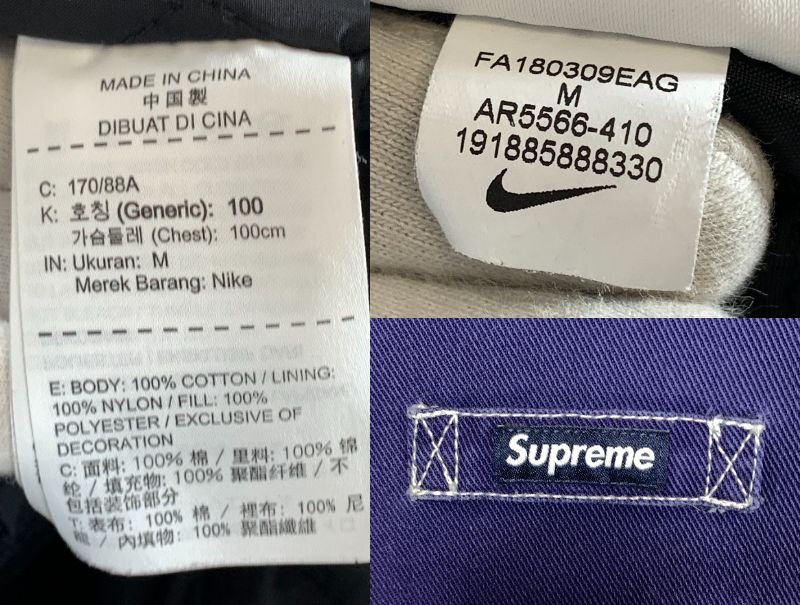 MADE IN CHINA
中国製
DIBUAT DI CINA
C: 170/88A
K: 호칭 (Generic): 100
가슴둘레 (Chest): 100cm
IN: Ukuran: M
Merek Barang: Nike
E: BODY: 100% COTTON / LINING:
100% NYLON / FILL: 100%
POLYESTER / EXCLUSIVE OF
DECORATION
C: 面料: 100% 棉 / 里料: 100% 锦
纶 / 填充物: 100% 聚酯纤维 / 不
包括装饰部分
T: 表布: 100% 棉 / 裡布: 100% 尼
龍 / 內填物: 100% 聚酯纖維
FA180309EAG
M
AR5566-410
191885888330
Supreme